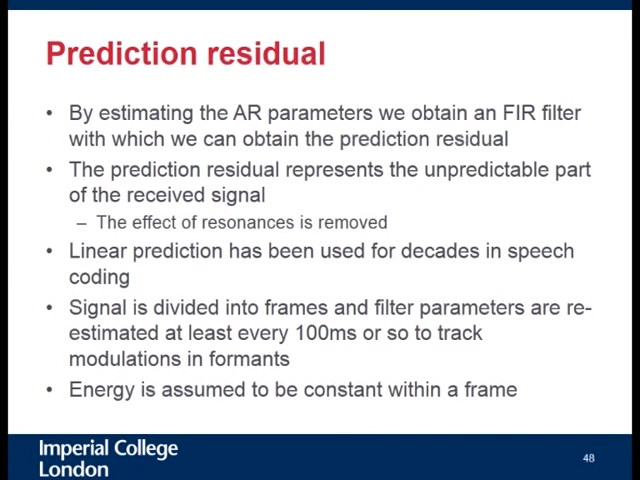 Prediction residual
• By estimating the AR parameters we obtain an FIR filter
with which we can obtain the prediction residual
• The prediction residual represents the unpredictable part
of the received signal
– The effect of resonances is removed
• Linear prediction has been used for decades in speech
coding
• Signal is divided into frames and filter parameters are re-
estimated at least every 100ms or so to track
modulations in formants
• Energy is assumed to be constant within a frame
Imperial College
London
48